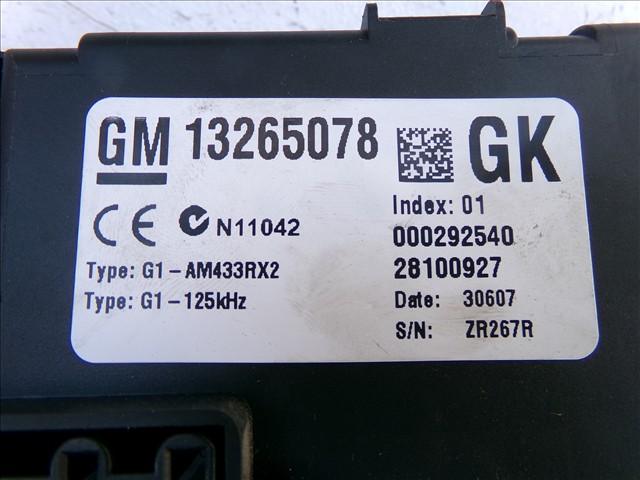 GM 13265078 GK
CE N11042
Index: 01
000292540
Type: G1-AM433RX2
28100927
Type: G1-125kHz
Date: 30607
S/N: ZR267R